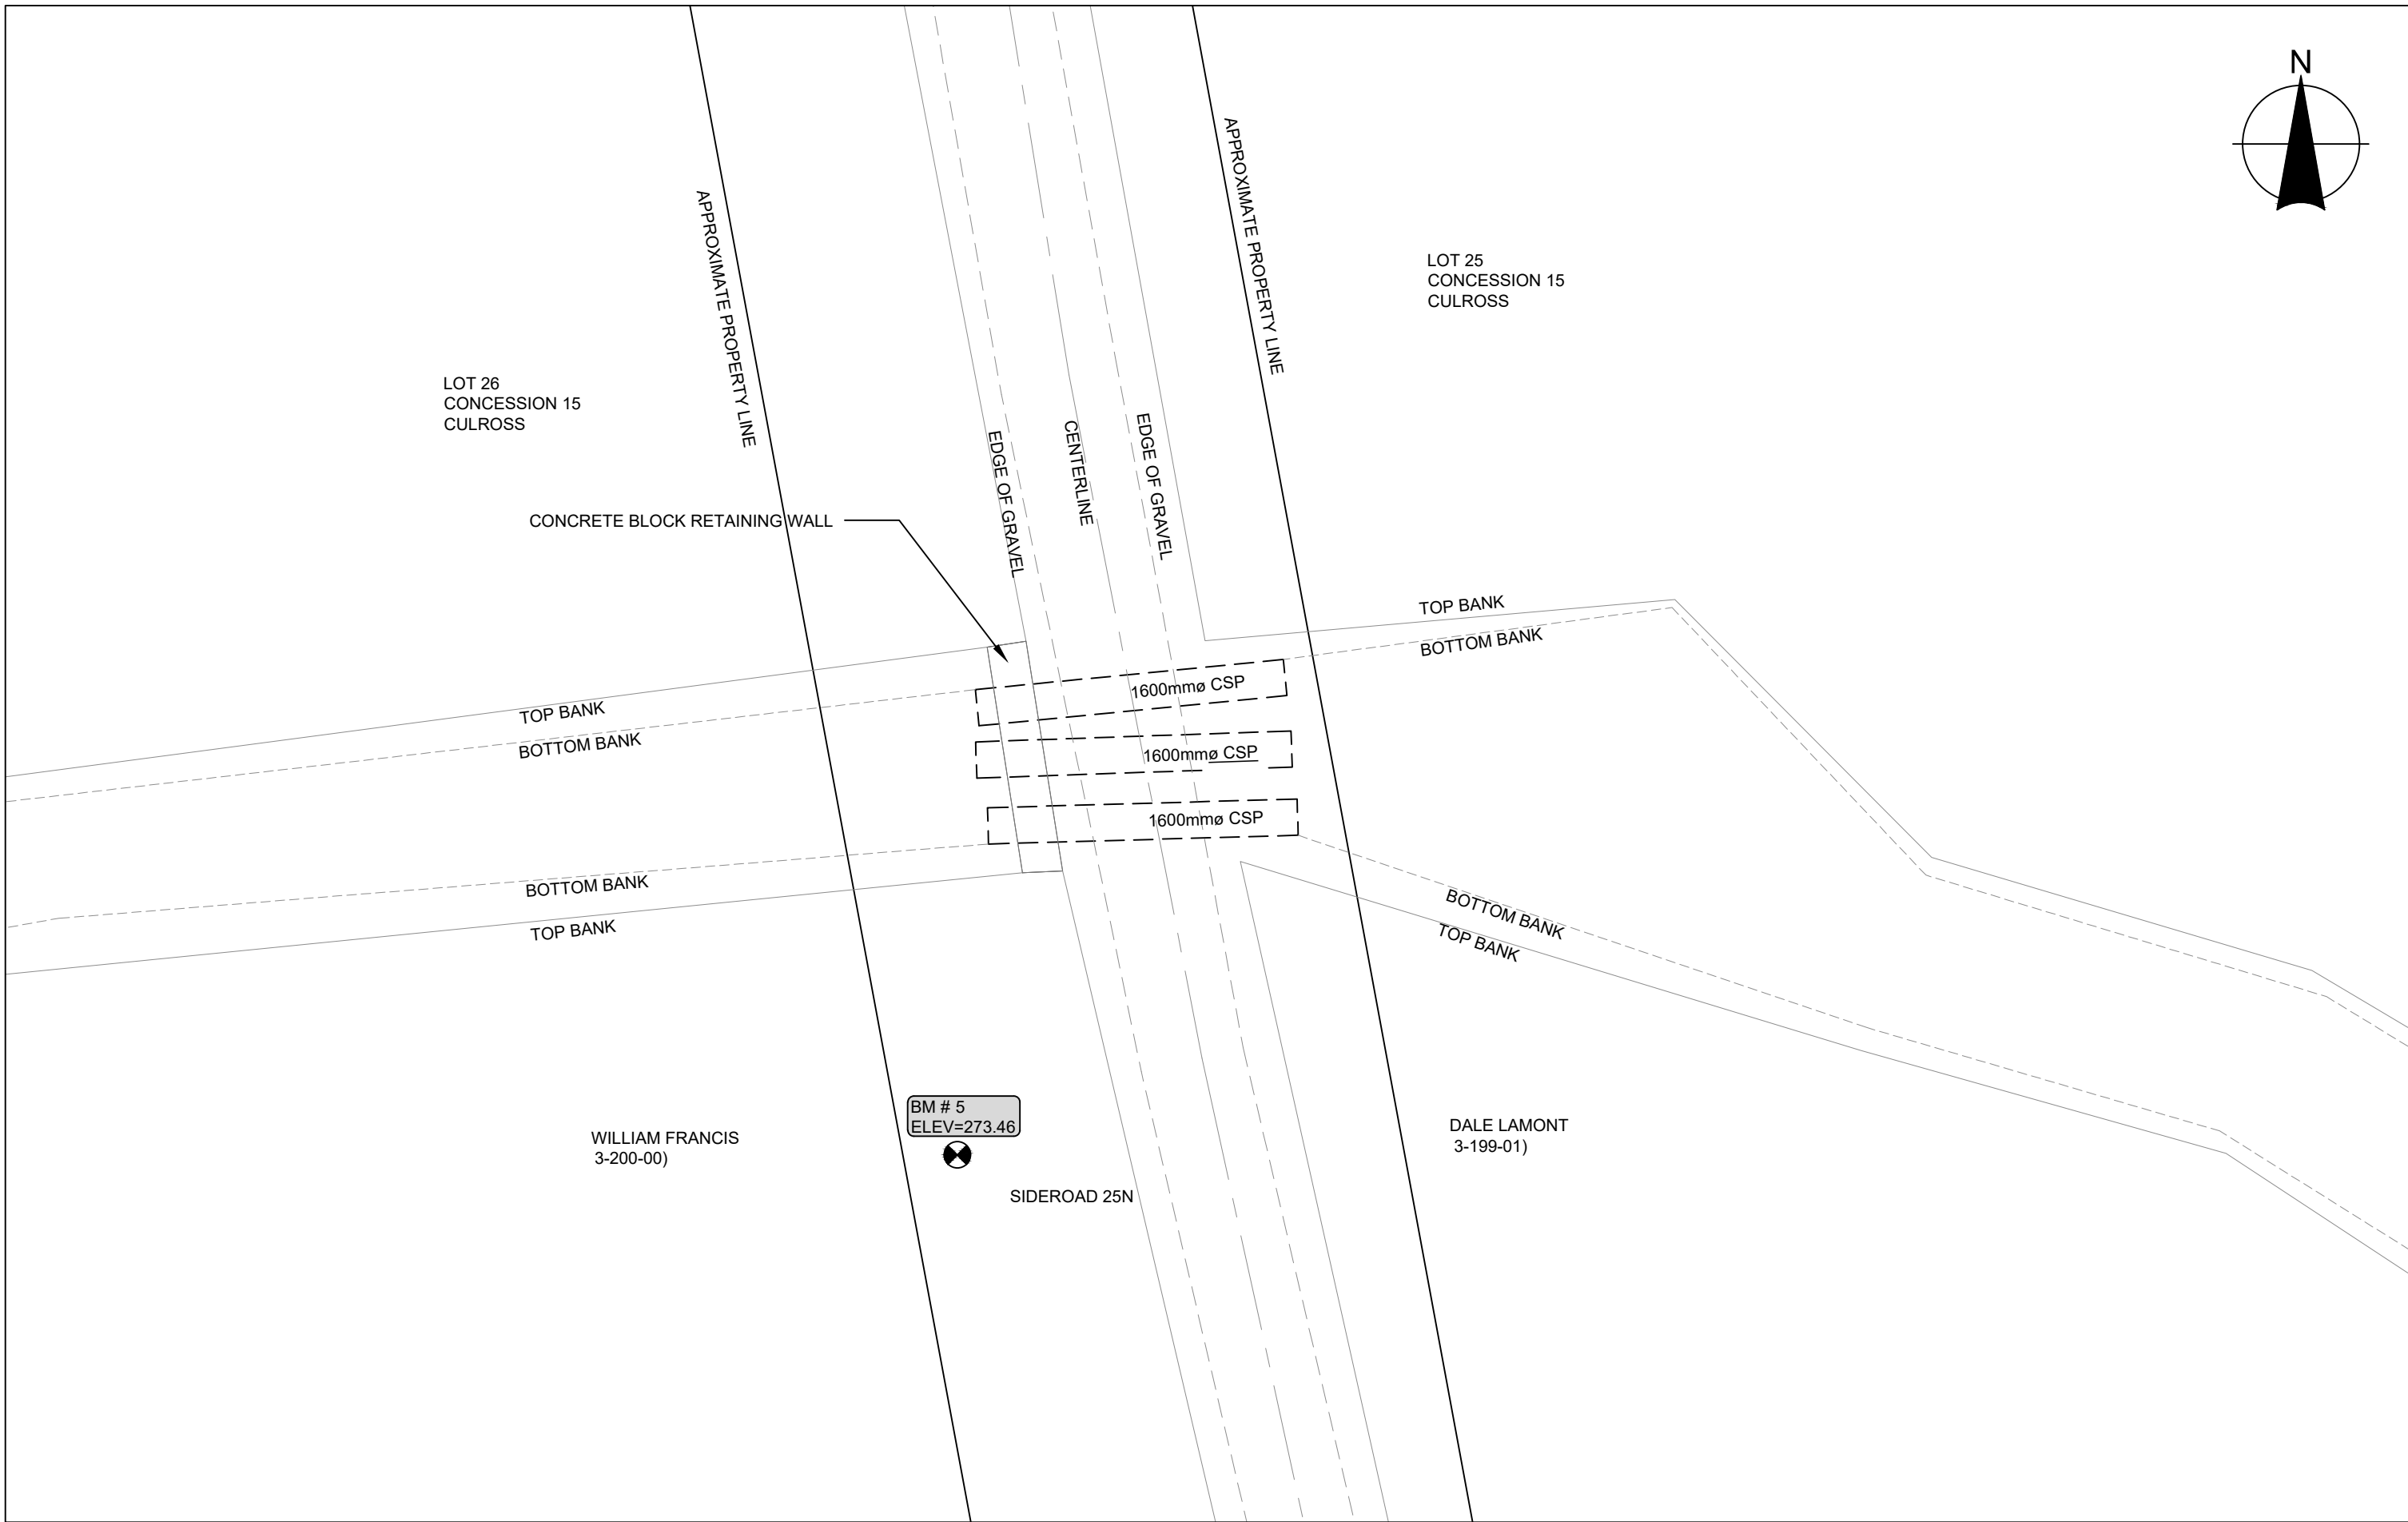 N
APPROXIMATE PROPERTY LINE
APPROXIMATE PROPERTY LINE
LOT 25
CONCESSION 15
CULROSS
LOT 26
CONCESSION 15
CULROSS
EDGE OF GRAVEL
CENTERLINE
EDGE OF GRAVEL
CONCRETE BLOCK RETAINING WALL
TOP BANK
BOTTOM BANK
1600mmø CSP
TOP BANK
BOTTOM BANK
1600mmø CSP
1600mmø CSP
BOTTOM BANK
TOP BANK
BOTTOM BANK
TOP BANK
BM # 5
ELEV=273.46
WILLIAM FRANCIS
3-200-00)
DALE LAMONT
3-199-01)
SIDEROAD 25N